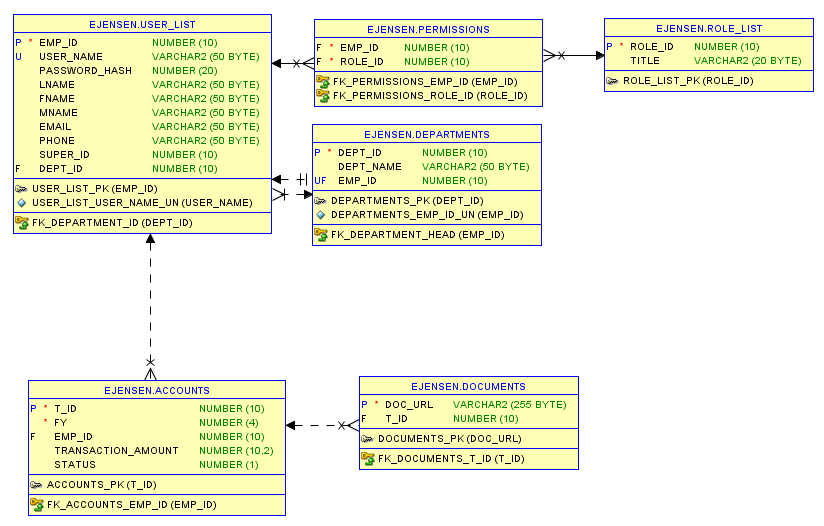 EJENSEN.USER_LIST
P * EMP_ID NUMBER (10)
U USER_NAME VARCHAR2 (50 BYTE)
PASSWORD_HASH NUMBER (20)
LNAME VARCHAR2 (50 BYTE)
FNAME VARCHAR2 (50 BYTE)
MNAME VARCHAR2 (50 BYTE)
EMAIL VARCHAR2 (50 BYTE)
PHONE VARCHAR2 (50 BYTE)
SUPER_ID NUMBER (10)
F DEPT_ID NUMBER (10)
USER_LIST_PK (EMP_ID)
USER_LIST_USER_NAME_UN (USER_NAME)
FK_DEPARTMENT_ID (DEPT_ID)
EJENSEN.PERMISSIONS
F * EMP_ID NUMBER (10)
F * ROLE_ID NUMBER (10)
FK_PERMISSIONS_EMP_ID (EMP_ID)
FK_PERMISSIONS_ROLE_ID (ROLE_ID)
EJENSEN.ROLE_LIST
P * ROLE_ID NUMBER (10)
TITLE VARCHAR2 (20 BYTE)
ROLE_LIST_PK (ROLE_ID)
EJENSEN.DEPARTMENTS
P * DEPT_ID NUMBER (10)
DEPT_NAME VARCHAR2 (50 BYTE)
UF EMP_ID NUMBER (10)
DEPARTMENTS_PK (DEPT_ID)
DEPARTMENTS_EMP_ID_UN (EMP_ID)
FK_DEPARTMENT_HEAD (EMP_ID)
EJENSEN.ACCOUNTS
P * T_ID NUMBER (10)
* FY NUMBER (4)
F EMP_ID NUMBER (10)
TRANSACTION_AMOUNT NUMBER (10,2)
STATUS NUMBER (1)
ACCOUNTS_PK (T_ID)
FK_ACCOUNTS_EMP_ID (EMP_ID)
EJENSEN.DOCUMENTS
P * DOC_URL VARCHAR2 (255 BYTE)
F T_ID NUMBER (10)
DOCUMENTS_PK (DOC_URL)
FK_DOCUMENTS_T_ID (T_ID)